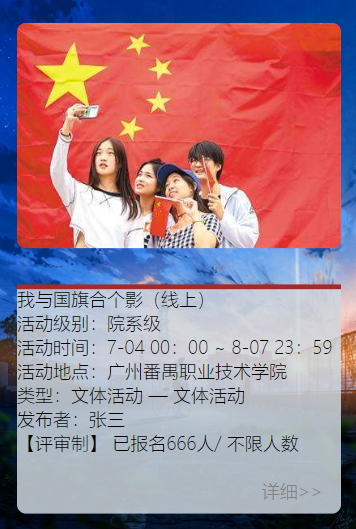 我与国旗合个影（线上）
活动级别：院系级
活动时间：7-04 00：00 ~ 8-07 23：59
活动地点：广州番禺职业技术学院
类型：文体活动 — 文体活动
发布者：张三
【评审制】 已报名666人/ 不限人数
详细>>